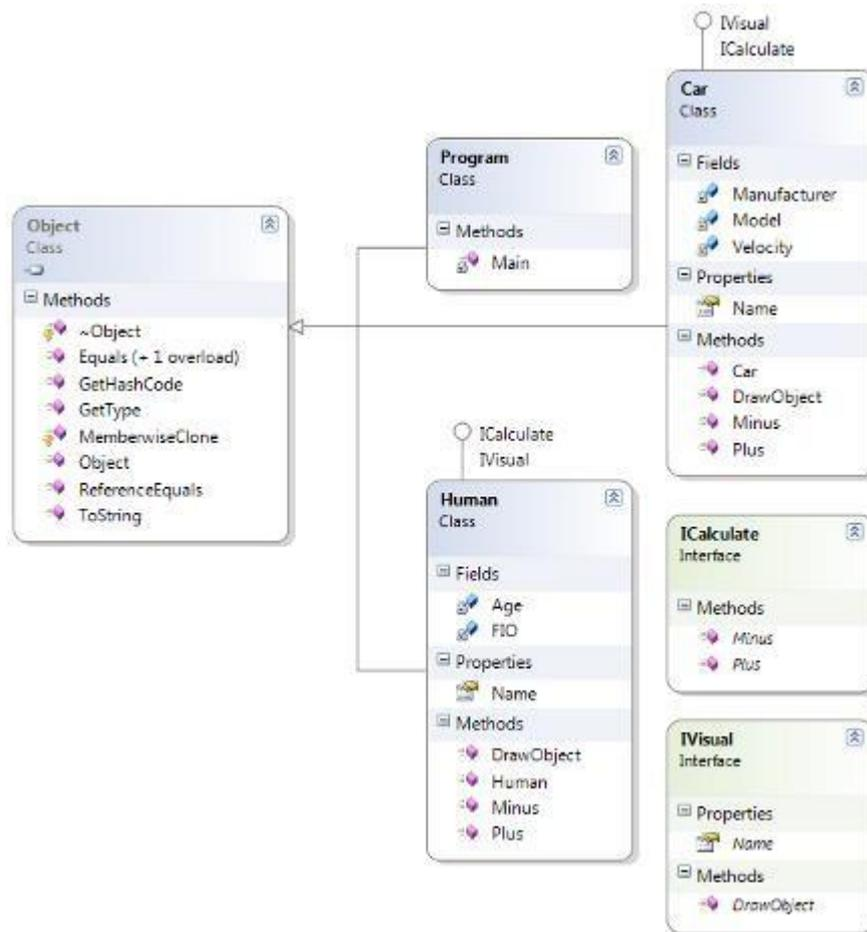 IVisual
ICalculate
Car
Class
Fields
Manufacturer
Model
Velocity
Properties
Name
Methods
Car
DrawObject
Minus
Plus
Program
Class
Methods
Main
Object
Class
Methods
~Object
Equals (+ 1 overload)
GetHashCode
GetType
MemberwiseClone
Object
ReferenceEquals
ToString
ICalculate
IVisual
Human
Class
Fields
Age
FIO
Properties
Name
Methods
DrawObject
Human
Minus
Plus
ICalculate
Interface
Methods
Minus
Plus
IVisual
Interface
Properties
Name
Methods
DrawObject